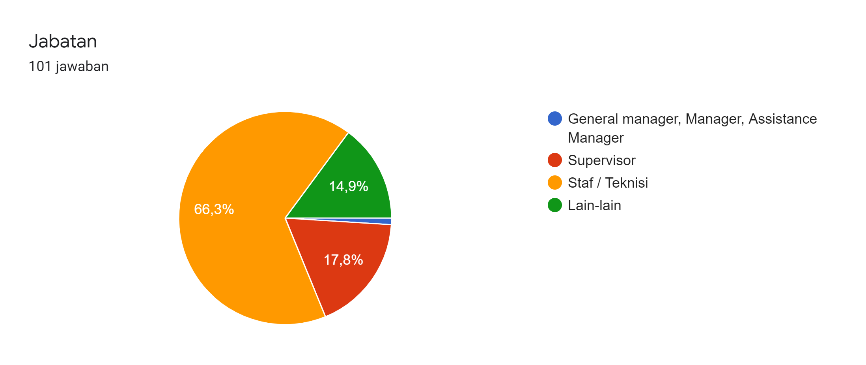 Jabatan
101 jawaban
General manager, Manager, Assistance
Manager
Supervisor
Staf / Teknisi
Lain-lain
14,9%
66,3%
17,8%